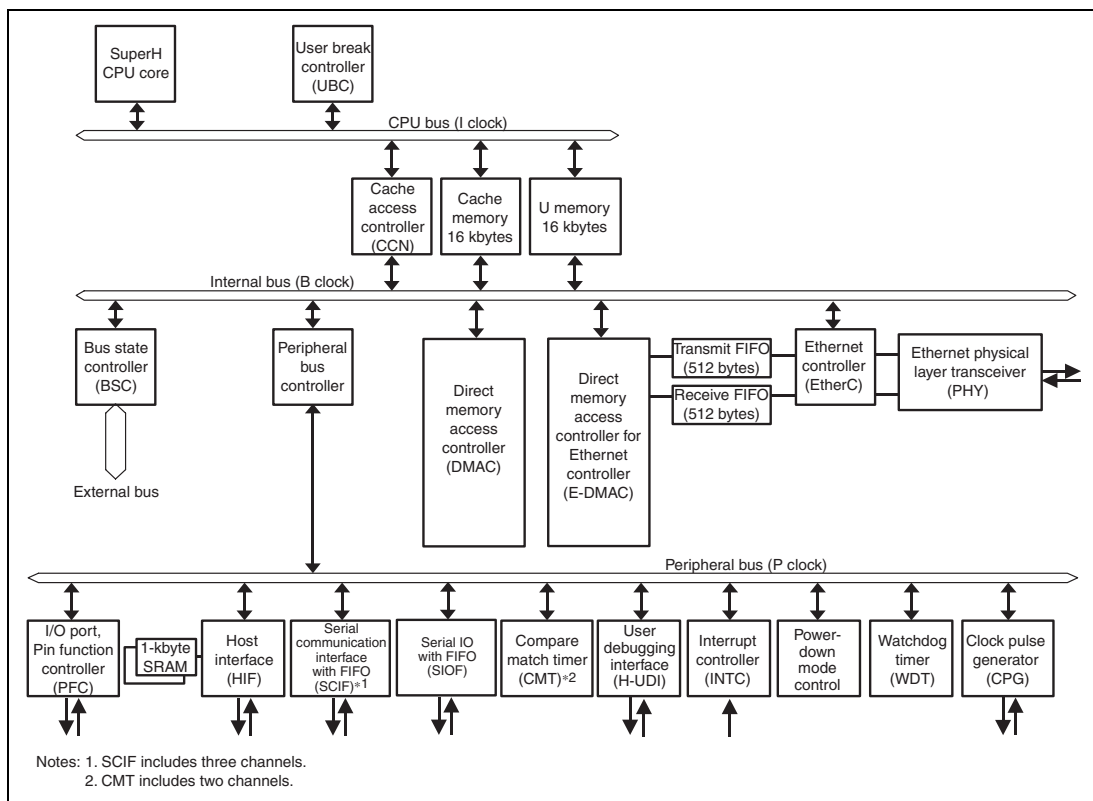 SuperH
CPU core
User break
controller
(UBC)
CPU bus (I clock)
Cache
access
controller
(CCN)
Cache
memory
16 kbytes
U memory
16 kbytes
Internal bus (B clock)
Bus state
controller
(BSC)
Peripheral
bus
controller
Direct
memory
access
controller
(DMAC)
Direct
memory
access
controller for
Ethernet
controller
(E-DMAC)
Transmit FIFO
(512 bytes)
Receive FIFO
(512 bytes)
Ethernet
controller
(EtherC)
Ethernet physical
layer transceiver
(PHY)
External bus
Peripheral bus (P clock)
I/O port,
Pin function
controller
(PFC)
1-kbyte
SRAM
Host
interface
(HIF)
Serial
communication
interface
with FIFO
(SCIF)*1
Serial IO
with FIFO
(SIOF)
Compare
match timer
(CMT)*2
User
debugging
interface
(H-UDI)
Interrupt
controller
(INTC)
Power-
down
mode
control
Watchdog
timer
(WDT)
Clock pulse
generator
(CPG)
Notes: 1. SCIF includes three channels.
2. CMT includes two channels.